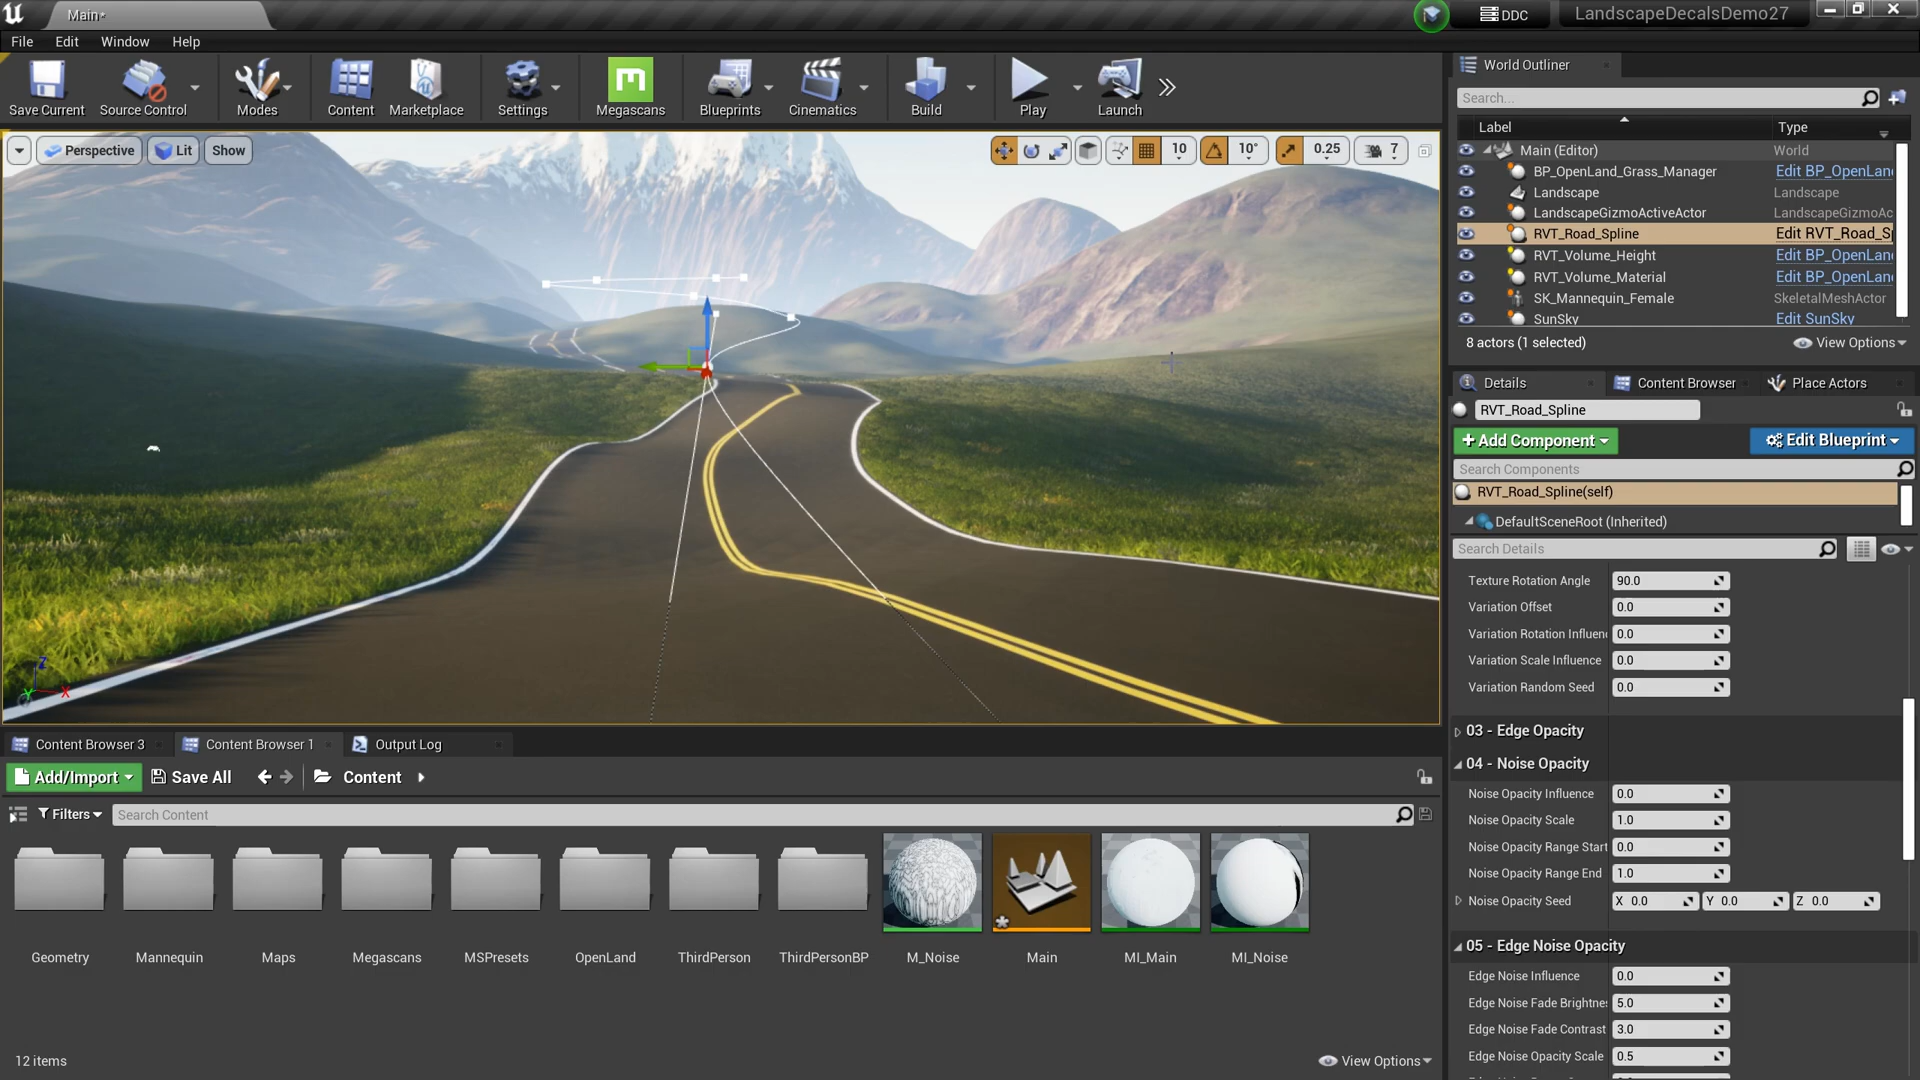 Main*
DDC
LandscapeDecalsDemo27
File
Edit
Window
Help
Save Current
Source Control
Modes
Content
Marketplace
Settings
Megascans
Blueprints
Cinematics
Build
Play
Launch
Perspective
Lit
Show
10
10°
0.25
7
World Outliner
Search...
Label
Type
Main (Editor)
World
BP_OpenLand_Grass_Manager
Edit BP_OpenLan
Landscape
Landscape
LandscapeGizmoActiveActor
LandscapeGizmoAc
RVT_Road_Spline
Edit RVT_Road_S
RVT_Volume_Height
Edit BP_OpenLan
RVT_Volume_Material
Edit BP_OpenLan
SK_Mannequin_Female
SkeletalMeshActor
SunSky
Edit SunSky
8 actors (1 selected)
View Options
Details
Content Browser
Place Actors
RVT_Road_Spline
+ Add Component
Edit Blueprint
Search Components
RVT_Road_Spline(self)
DefaultSceneRoot (Inherited)
Search Details
Texture Rotation Angle
90.0
Variation Offset
0.0
Variation Rotation Influen
0.0
Variation Scale Influence
0.0
Variation Random Seed
0.0
03 - Edge Opacity
04 - Noise Opacity
Noise Opacity Influence
0.0
Noise Opacity Scale
1.0
Noise Opacity Range Start
0.0
Noise Opacity Range End
1.0
Noise Opacity Seed
X 0.0
Y 0.0
Z 0.0
05 - Edge Noise Opacity
Edge Noise Influence
0.0
Edge Noise Fade Brightne
5.0
Edge Noise Fade Contrast
3.0
Edge Noise Opacity Scale
0.5
Z
Y
X
Content Browser 3
Content Browser 1
Output Log
Add/Import
Save All
Content
Filters
Search Content
Geometry
Mannequin
Maps
Megascans
MSPresets
OpenLand
ThirdPerson
ThirdPersonBP
M_Noise
Main
MI_Main
MI_Noise
12 items
View Options